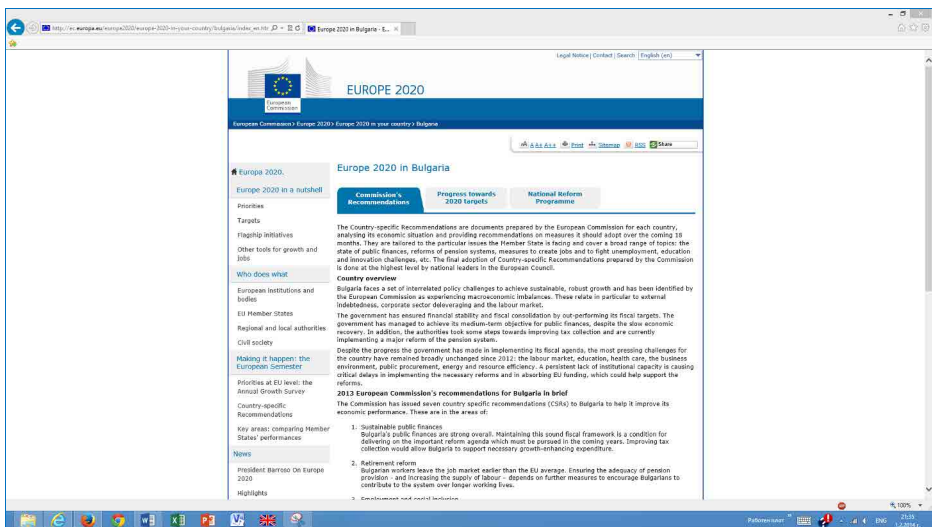 http://ec.europa.eu/europe2020/europe-2020-in-your-country/bulgaria/index_en.htm
Europe 2020 in Bulgaria - E...
Legal Notice | Contact | Search English (en)
EUROPE 2020
European
Commission
European Commission > Europe 2020 > Europe 2020 in your country > Bulgaria
A A+ A++ Print Sitemap RSS Share
Europa 2020.
Europe 2020 in a nutshell
Priorities
Targets
Flagship initiatives
Other tools for growth and
jobs
Who does what
European institutions and
bodies
EU Member States
Regional and local authorities
Civil society
Making it happen: the
European Semester
Priorities at EU level: the
Annual Growth Survey
Country-specific
Recommendations
Key areas: comparing Member
States' performances
News
President Barroso On Europe
2020
Highlights
Europe 2020 in Bulgaria
Commission's
Recommendations
Progress towards
2020 targets
National Reform
Programme
The Country-specific Recommendations are documents prepared by the European Commission for each country,
analysing its economic situation and providing recommendations on measures it should adopt over the coming 18
months. They are tailored to the particular issues the Member State is facing and cover a broad range of topics: the
state of public finances, reforms of pension systems, measures to create jobs and to fight unemployment, education
and innovation challenges, etc. The final adoption of Country-specific Recommendations prepared by the Commission
is done at the highest level by national leaders in the European Council.
Country overview
Bulgaria faces a set of interrelated policy challenges to achieve sustainable, robust growth and has been identified by
the European Commission as experiencing macroeconomic imbalances. These relate in particular to external
indebtedness, corporate sector deleveraging and the labour market.
The government has ensured financial stability and fiscal consolidation by out-performing its fiscal targets. The
government has managed to achieve its medium-term objective for public finances, despite the slow economic
recovery. In addition, the authorities took some steps towards improving tax collection and are currently
implementing a major reform of the pension system.
Despite the progress the government has made in implementing its fiscal agenda, the most pressing challenges for
the country have remained broadly unchanged since 2012: the labour market, education, health care, the business
environment, public procurement, energy and resource efficiency. A persistent lack of institutional capacity is causing
critical delays in implementing the necessary reforms and in absorbing EU funding, which could help support the
reforms.
2013 European Commission's recommendations for Bulgaria in brief
The Commission has issued seven country specific recommendations (CSRs) to Bulgaria to help it improve its
economic performance. These are in the areas of:
1. Sustainable public finances
Bulgaria's public finances are strong overall. Maintaining this sound fiscal framework is a condition for
delivering on the important reform agenda which must be pursued in the coming years. Improving tax
collection would allow Bulgaria to support necessary growth-enhancing expenditure.
2. Retirement reform
Bulgarian workers leave the job market earlier than the EU average. Ensuring the adequacy of pension
provision - and increasing the supply of labour - depends on further measures to encourage Bulgarians to
contribute to the system over longer working lives.
3. Employment and social inclusion
100%
Работен плот ENG 21:35
1.2.2014 г.